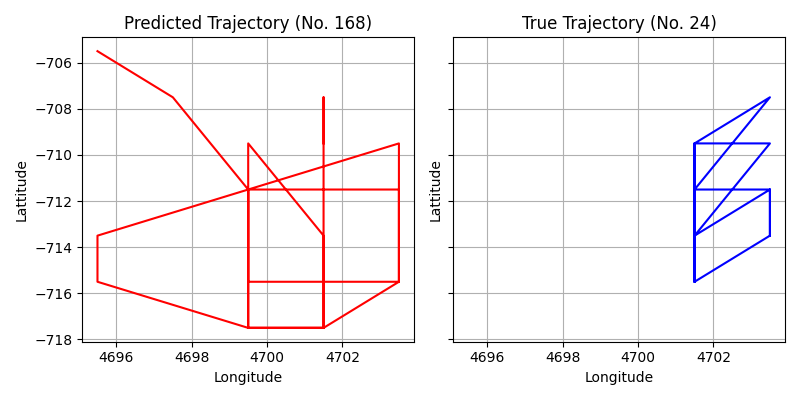 Predicted Trajectory (No. 168)
True Trajectory (No. 24)
Lattitude
−706
−708
−710
−712
−714
−716
−718
4696
4698
4700
4702
Longitude
Lattitude
4696
4698
4700
4702
Longitude